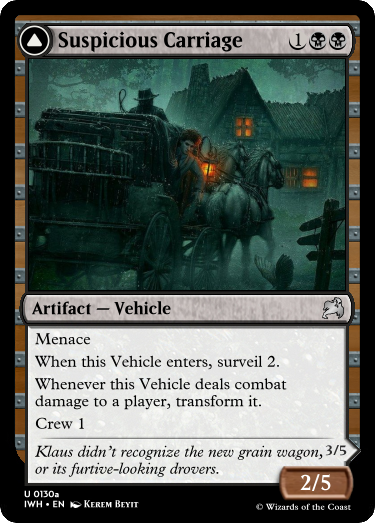 Suspicious Carriage 1
Artifact — Vehicle
Menace
When this Vehicle enters, surveil 2.
Whenever this Vehicle deals combat
damage to a player, transform it.
Crew 1
Klaus didn't recognize the new grain wagon,
or its furtive-looking drovers.
3/5
2/5
U 0130a
IWH • EN Kerem Beyit
© Wizards of the Coast